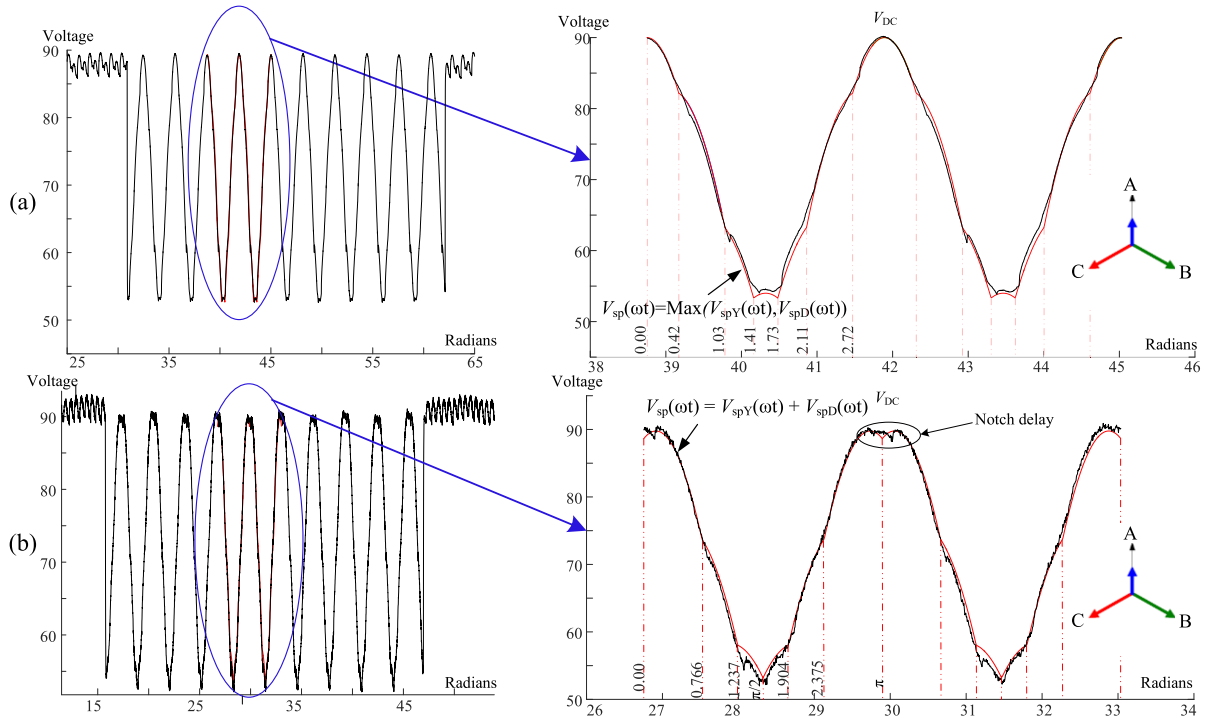 (a)
Voltage
90
80
70
60
50
25 35 45 55 65
Radians
Voltage
90
80
70
60
50
38 39 40 41 42 43 44 45 46
Radians
V_DC
V_sp(ωt)=Max(V_spY(ωt),V_spD(ωt))
0.00 0.42 1.03 1.41 1.73 2.11 2.72
A
B
C
(b)
Voltage
90
80
70
60
15 25 35 45
Radians
Voltage
90
80
70
60
50
26 27 28 29 30 31 32 33 34
Radians
V_sp(ωt) = V_spY(ωt) + V_spD(ωt)
V_DC
Notch delay
0.00 0.766 1.237 π/2 1.904 2.375 π
A
B
C